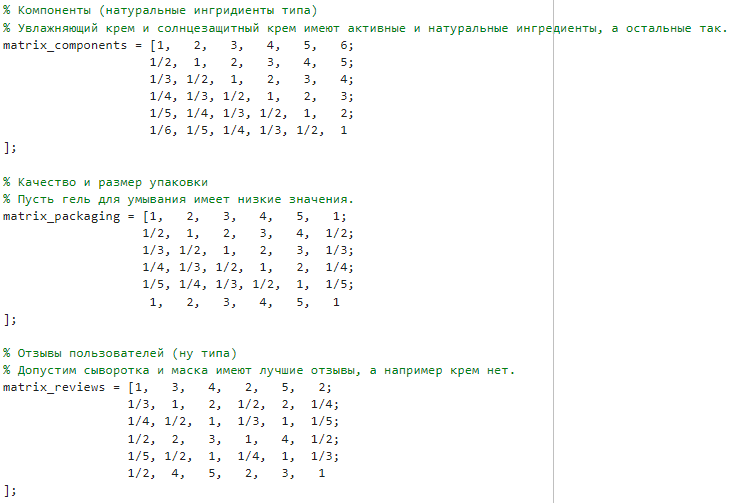 % Компоненты (натуральные ингридиенты типа)
% Увлажняющий крем и солнцезащитный крем имеют активные и натуральные ингредиенты, а остальные так.
matrix_components = [1, 2, 3, 4, 5, 6;
1/2, 1, 2, 3, 4, 5;
1/3, 1/2, 1, 2, 3, 4;
1/4, 1/3, 1/2, 1, 2, 3;
1/5, 1/4, 1/3, 1/2, 1, 2;
1/6, 1/5, 1/4, 1/3, 1/2, 1
];
% Качество и размер упаковки
% Пусть гель для умывания имеет низкие значения.
matrix_packaging = [1, 2, 3, 4, 5, 1;
1/2, 1, 2, 3, 4, 1/2;
1/3, 1/2, 1, 2, 3, 1/3;
1/4, 1/3, 1/2, 1, 2, 1/4;
1/5, 1/4, 1/3, 1/2, 1, 1/5;
1, 2, 3, 4, 5, 1
];
% Отзывы пользователей (ну типа)
% Допустим сыворотка и маска имеют лучшие отзывы, а например крем нет.
matrix_reviews = [1, 3, 4, 2, 5, 2;
1/3, 1, 2, 1/2, 2, 1/4;
1/4, 1/2, 1, 1/3, 1, 1/5;
1/2, 2, 3, 1, 4, 1/2;
1/5, 1/2, 1, 1/4, 1, 1/3;
1/2, 4, 5, 2, 3, 1
];